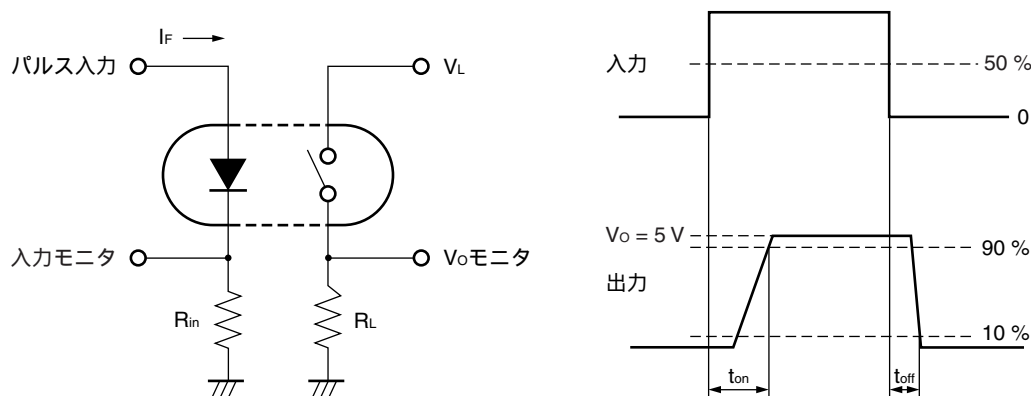 IF
パルス入力
VL
入力モニタ
VOモニタ
Rin
RL
入力
50 %
0
VO = 5 V
90 %
出力
10 %
ton
toff